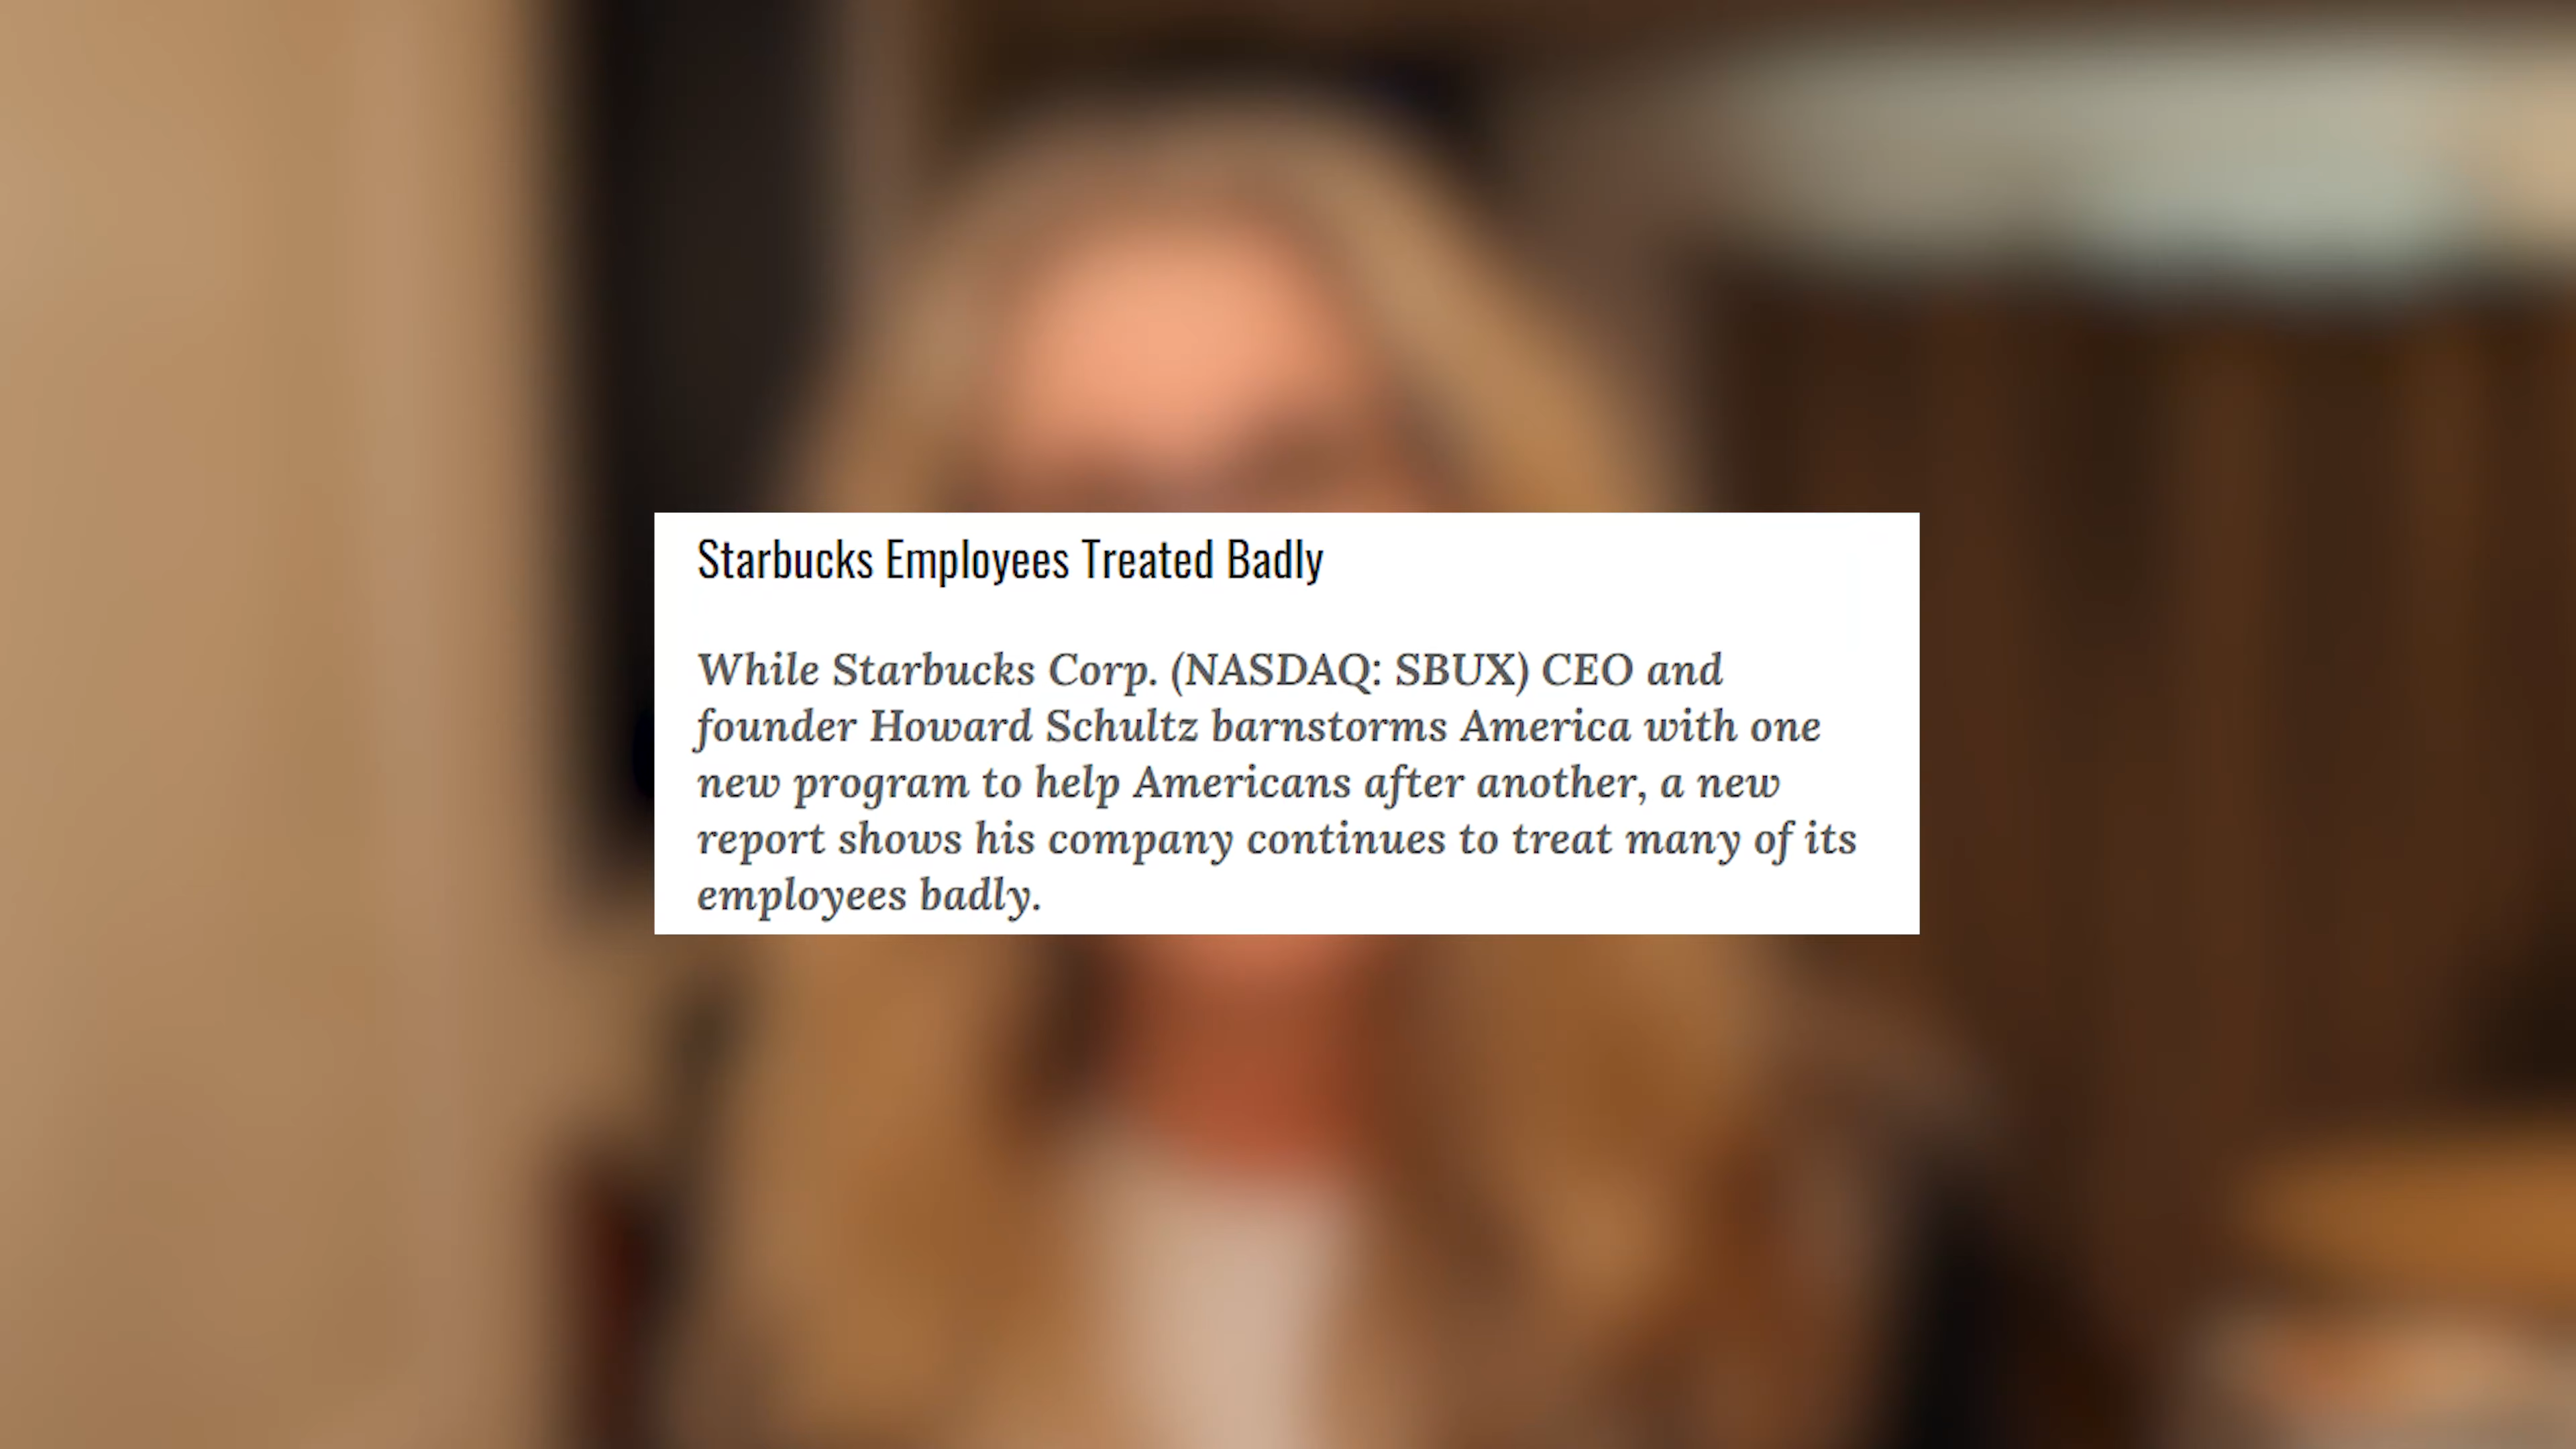 Starbucks Employees Treated Badly
While Starbucks Corp. (NASDAQ: SBUX) CEO and
founder Howard Schultz barnstorms America with one
new program to help Americans after another, a new
report shows his company continues to treat many of its
employees badly.